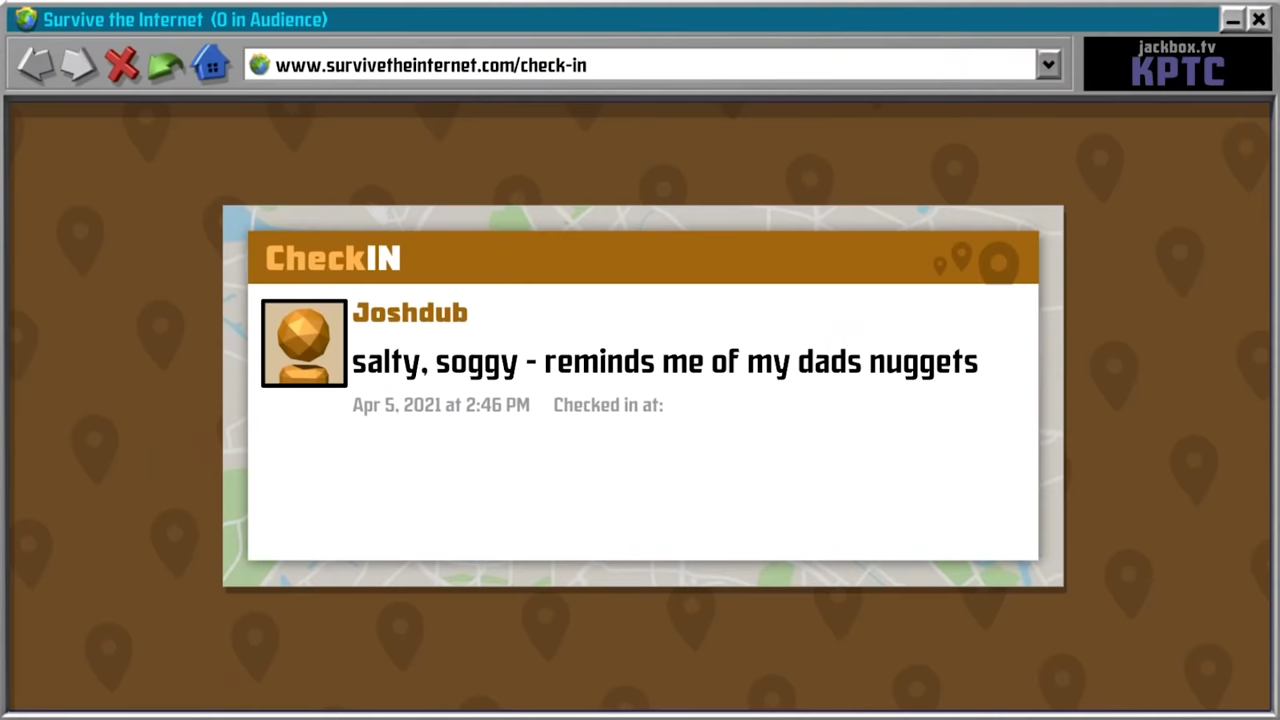 Survive the Internet (0 in Audience)
www.survivetheinternet.com/check-in
jackbox.tv
KPTC
CheckIN
Joshdub
salty, soggy - reminds me of my dads nuggets
Apr 5, 2021 at 2:46 PM Checked in at: